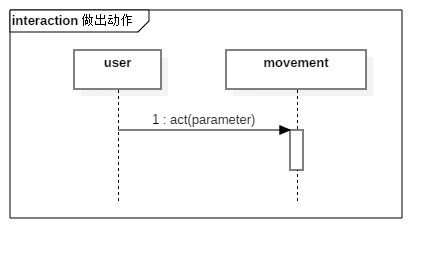 interaction 做出动作
user
movement
1 : act(parameter)